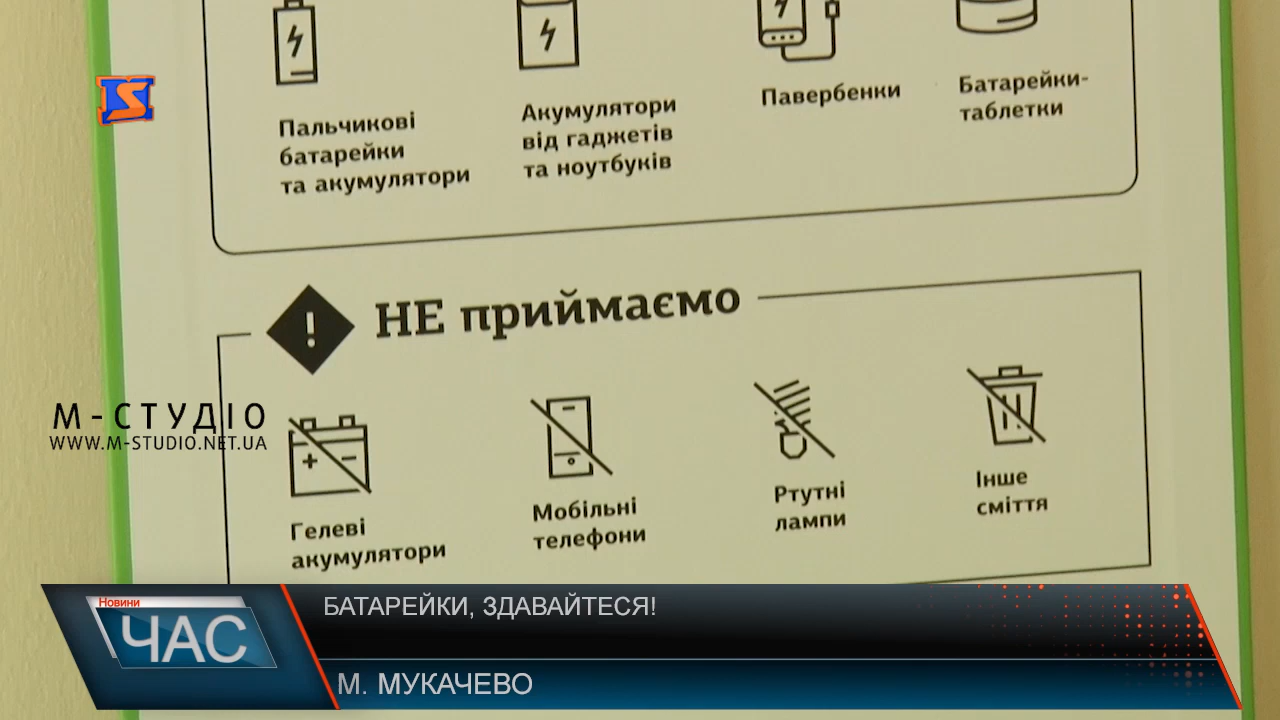 Пальчикові
батарейки
та акумулятори
Акумулятори
від гаджетів
та ноутбуків
Павербенки
Батарейки-
таблетки
! НЕ приймаємо
Гелеві
акумулятори
Мобільні
телефони
Ртутні
лампи
Інше
сміття
М-СТУДІО
WWW.M-STUDIO.NET.UA
Новини
ЧАС
БАТАРЕЙКИ, ЗДАВАЙТЕСЯ!
М. МУКАЧЕВО